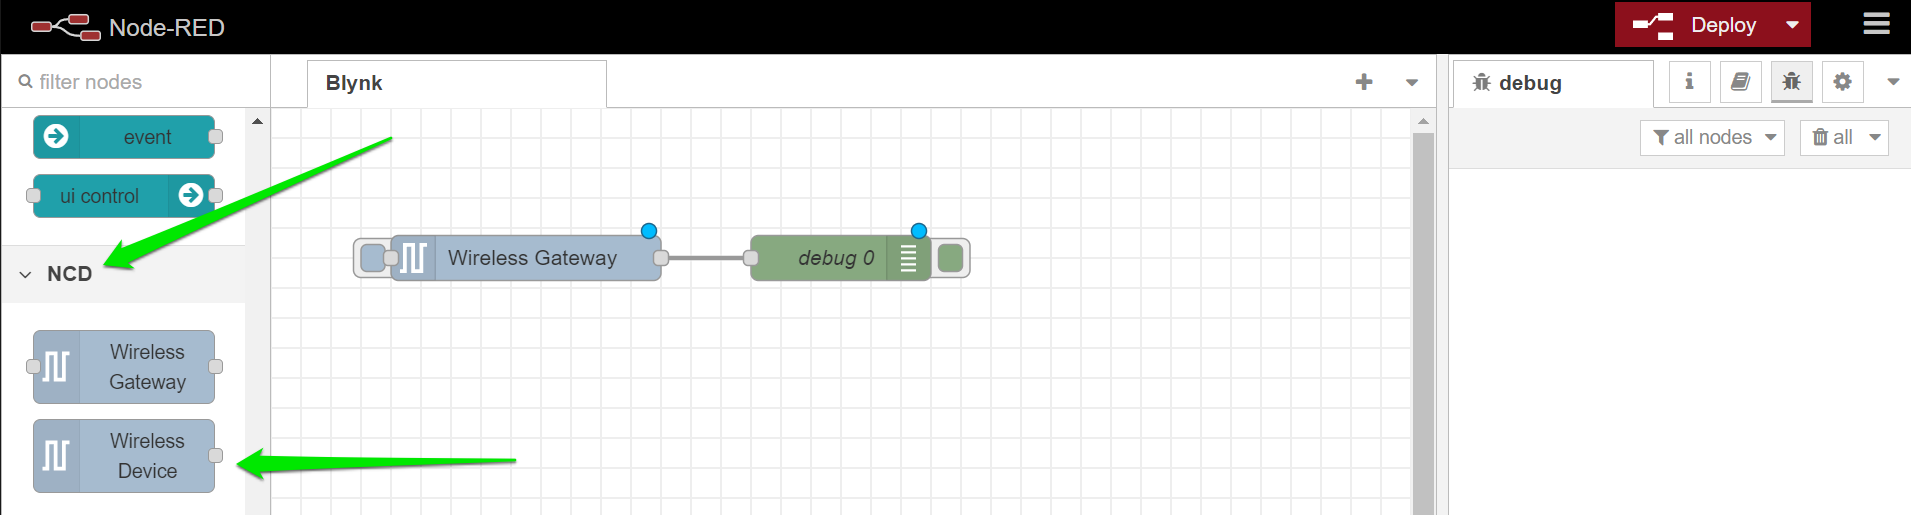 Node-RED
Deploy
filter nodes
Blynk
debug
all nodes
all
event
ui control
NCD
Wireless Gateway
debug 0
Wireless
Gateway
Wireless
Device